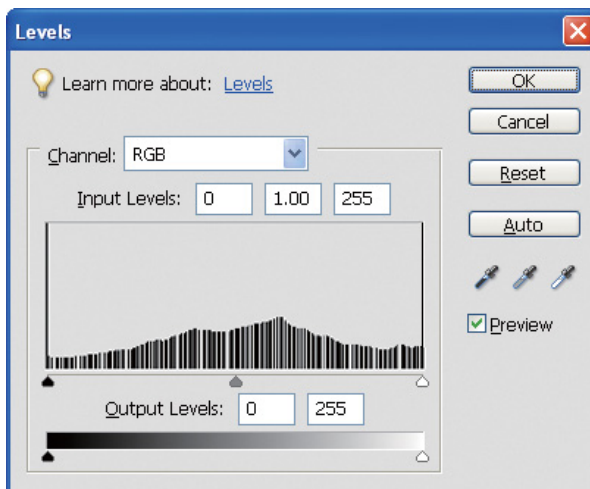 Levels
Learn more about: Levels
OK
Cancel
Channel: RGB
Reset
Input Levels: 0 1.00 255
Auto
Preview
Output Levels: 0 255